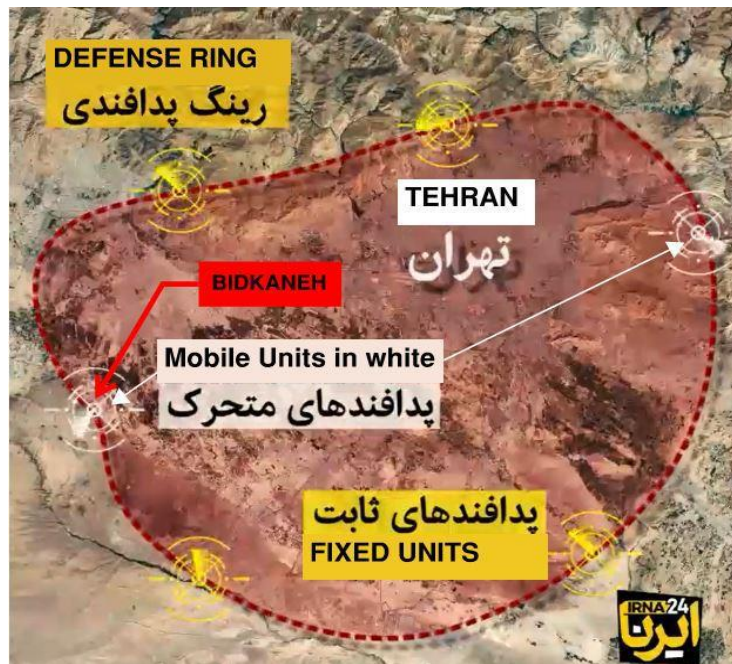 DEFENSE RING
رینگ پدافندی
TEHRAN
تهران
BIDKANEH
Mobile Units in white
پدافندهای متحرک
پدافندهای ثابت
FIXED UNITS
IRNA24
ایرنا